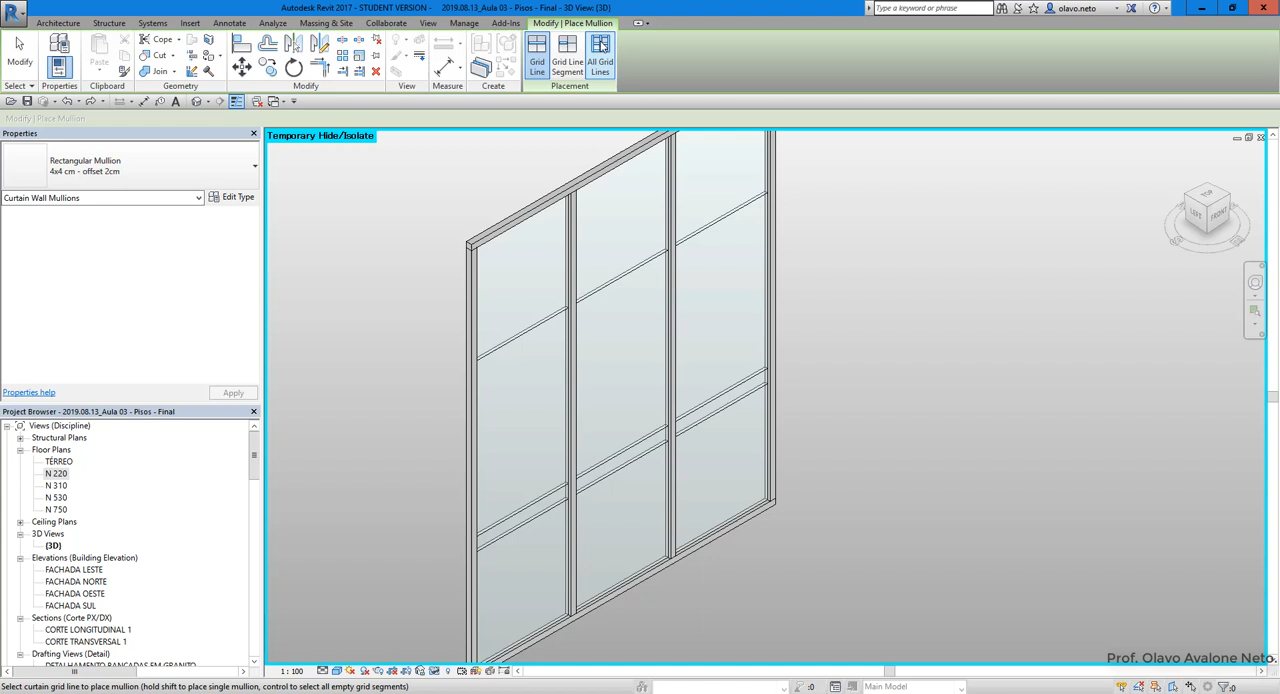 Autodesk Revit 2017 - STUDENT VERSION - 2019.08.13_Aula 03 - Pisos - Final - 3D View: {3D}
Type a keyword or phrase
olavo.neto
Architecture Structure Systems Insert Annotate Analyze Massing & Site Collaborate View Manage Add-Ins Modify | Place Mullion
Modify
Paste
Cope
Cut
Join
Grid Line
Grid Line Segment
All Grid Lines
Select Properties Clipboard Geometry Modify View Measure Create Placement
Modify | Place Mullion
Properties
Rectangular Mullion
4x4 cm - offset 2cm
Curtain Wall Mullions
Edit Type
Properties help
Apply
Project Browser - 2019.08.13_Aula 03 - Pisos - Final
Views (Discipline)
Structural Plans
Floor Plans
TÉRREO
N 220
N 310
N 530
N 750
Ceiling Plans
3D Views
{3D}
Elevations (Building Elevation)
FACHADA LESTE
FACHADA NORTE
FACHADA OESTE
FACHADA SUL
Sections (Corte PX/DX)
CORTE LONGITUDINAL 1
CORTE TRANSVERSAL 1
Drafting Views (Detail)
DETALHAMENTO BANCADAS EM GRANITO
Temporary Hide/Isolate
TOP
LEFT
FRONT
Prof. Olavo Avalone Neto.
1 : 100
Select curtain grid line to place mullion (hold shift to place single mullion, control to select all empty grid segments)
:0
Main Model
:0